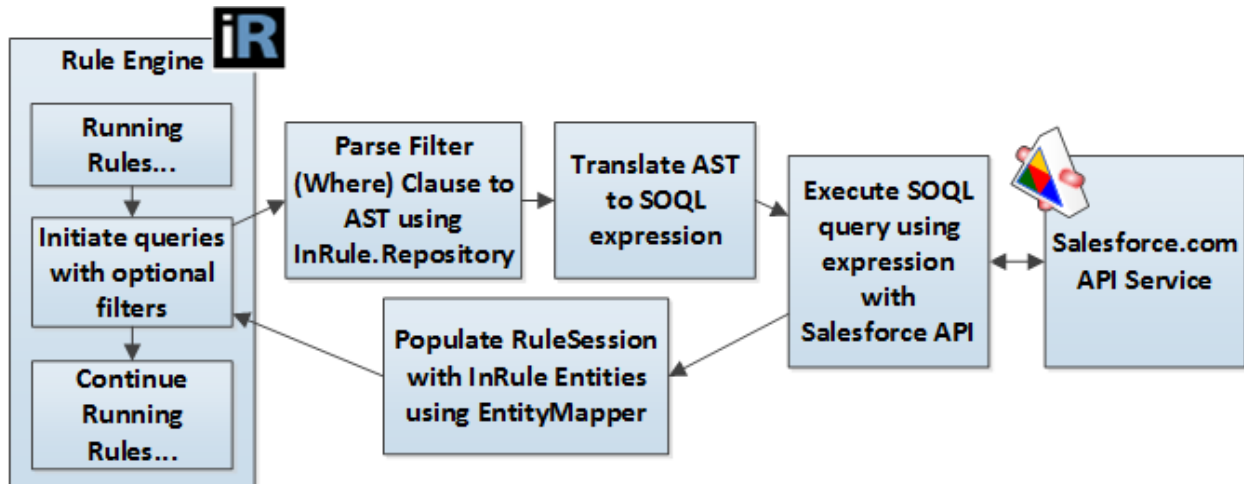 iR
Rule Engine
Running
Rules...
Initiate queries
with optional
filters
Continue
Running
Rules...
Parse Filter
(Where) Clause to
AST using
InRule.Repository
Translate AST
to SOQL
expression
Execute SOQL
query using
expression
with
Salesforce API
Salesforce.com
API Service
Populate RuleSession
with InRule Entities
using EntityMapper